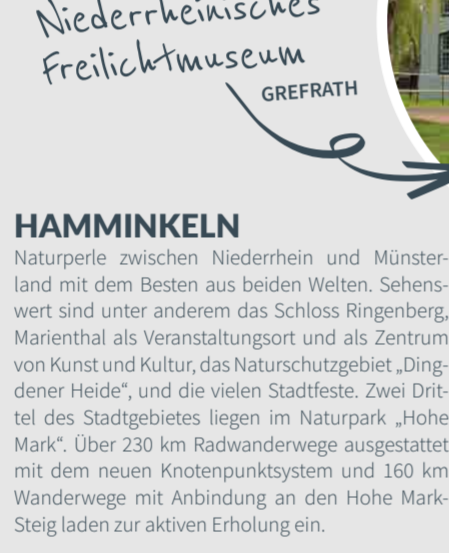 Niederrheinisches
Freilichtmuseum
GREFRATH
HAMMINKELN
Naturperle zwischen Niederrhein und Münster-
land mit dem Besten aus beiden Welten. Sehens-
wert sind unter anderem das Schloss Ringenberg,
Marienthal als Veranstaltungsort und als Zentrum
von Kunst und Kultur, das Naturschutzgebiet „Ding-
dener Heide“, und die vielen Stadtfeste. Zwei Drit-
tel des Stadtgebietes liegen im Naturpark „Hohe
Mark“. Über 230 km Radwanderwege ausgestattet
mit dem neuen Knotenpunktsystem und 160 km
Wanderwege mit Anbindung an den Hohe Mark-
Steig laden zur aktiven Erholung ein.